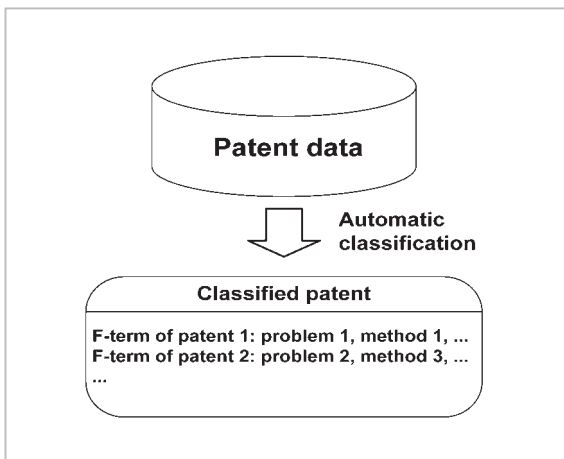 Patent data
Automatic
classification
Classified patent
F-term of patent 1: problem 1, method 1, ...
F-term of patent 2: problem 2, method 3, ...
...